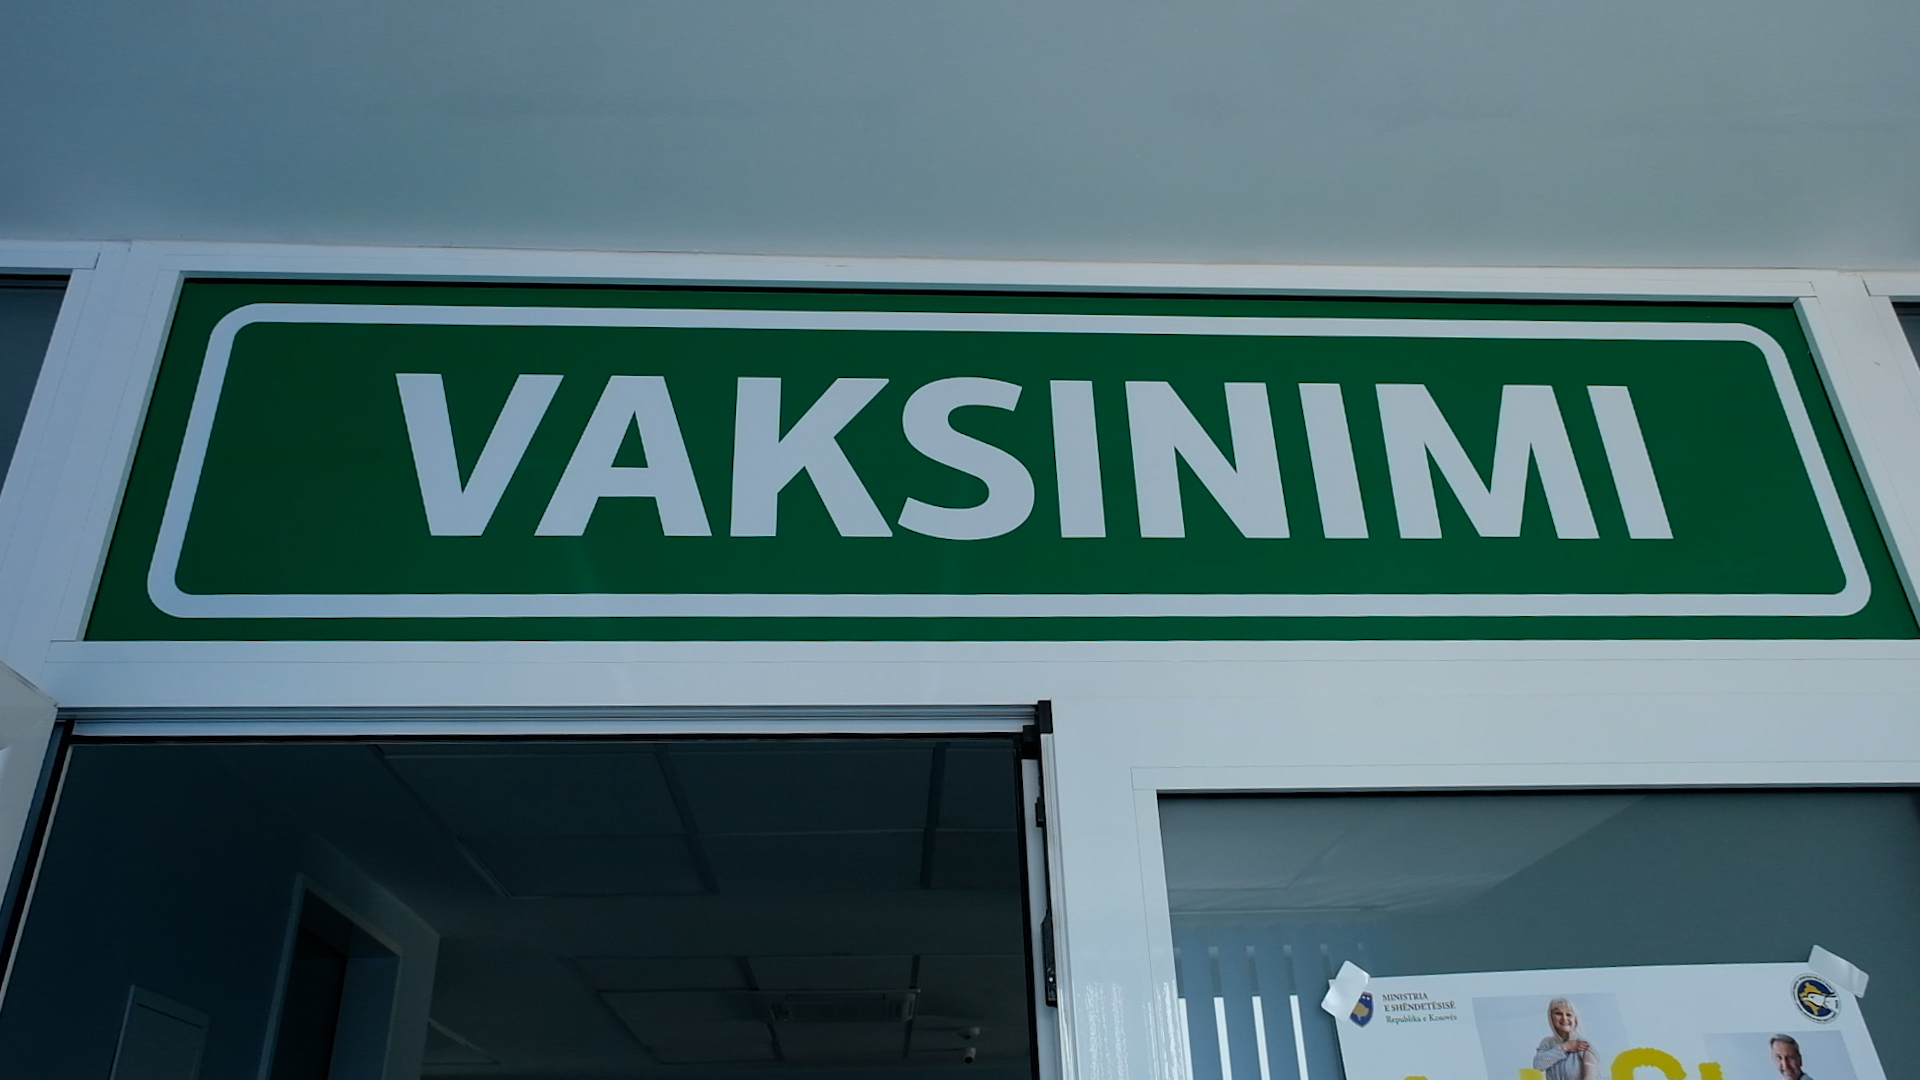 VAKSINIMI
MINISTRIA
E SHËNDETËSISË
Republika e Kosovës